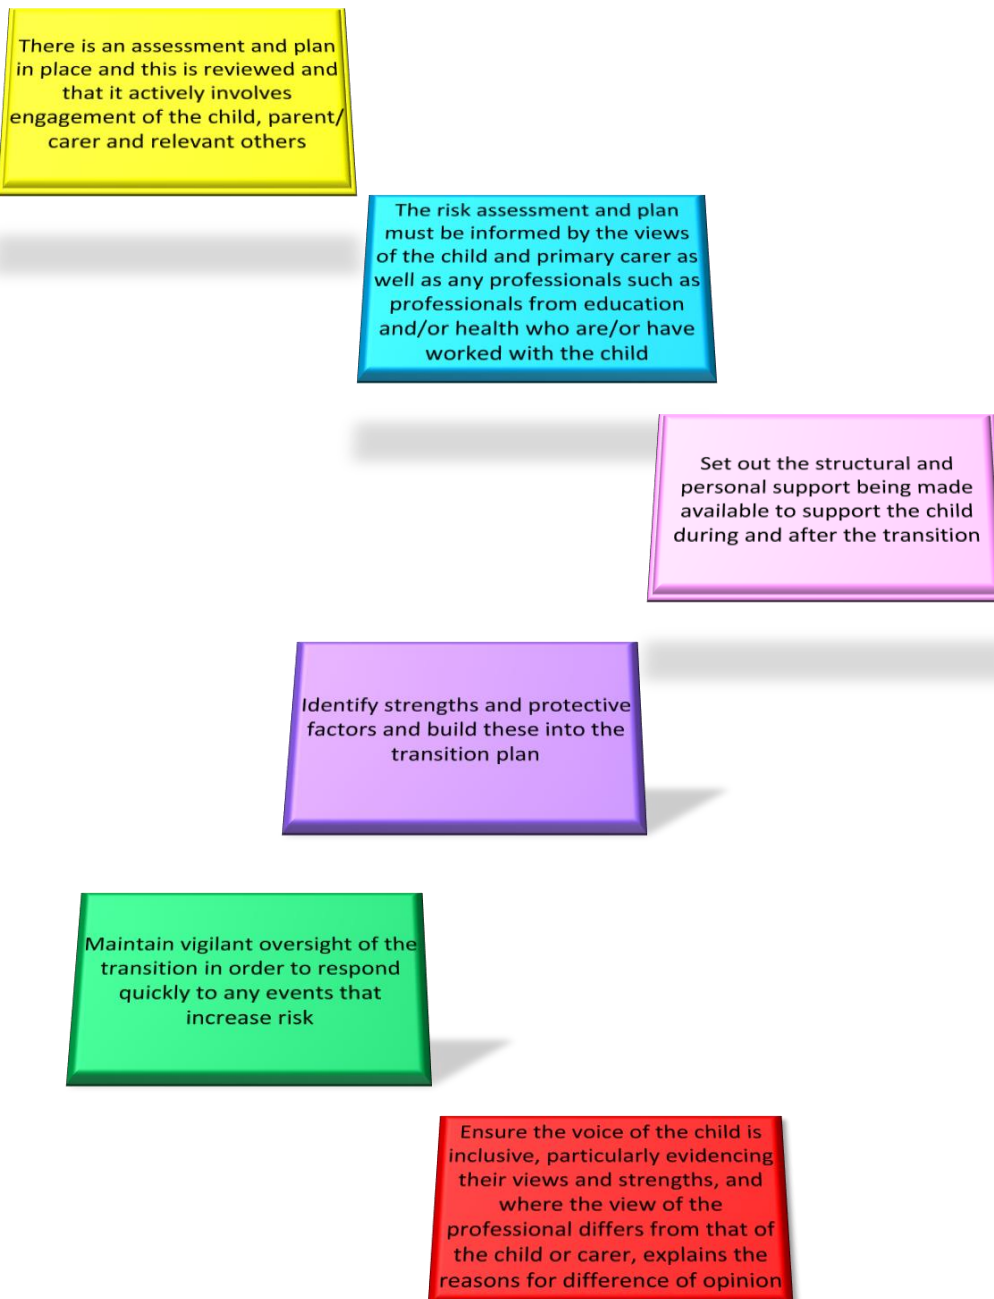 There is an assessment and plan
in place and this is reviewed and
that it actively involves
engagement of the child, parent/
carer and relevant others
The risk assessment and plan
must be informed by the views
of the child and primary carer as
well as any professionals such as
professionals from education
and/or health who are/or have
worked with the child
Set out the structural and
personal support being made
available to support the child
during and after the transition
Identify strengths and protective
factors and build these into the
transition plan
Maintain vigilant oversight of the
transition in order to respond
quickly to any events that
increase risk
Ensure the voice of the child is
inclusive, particularly evidencing
their views and strengths, and
where the view of the
professional differs from that of
the child or carer, explains the
reasons for difference of opinion